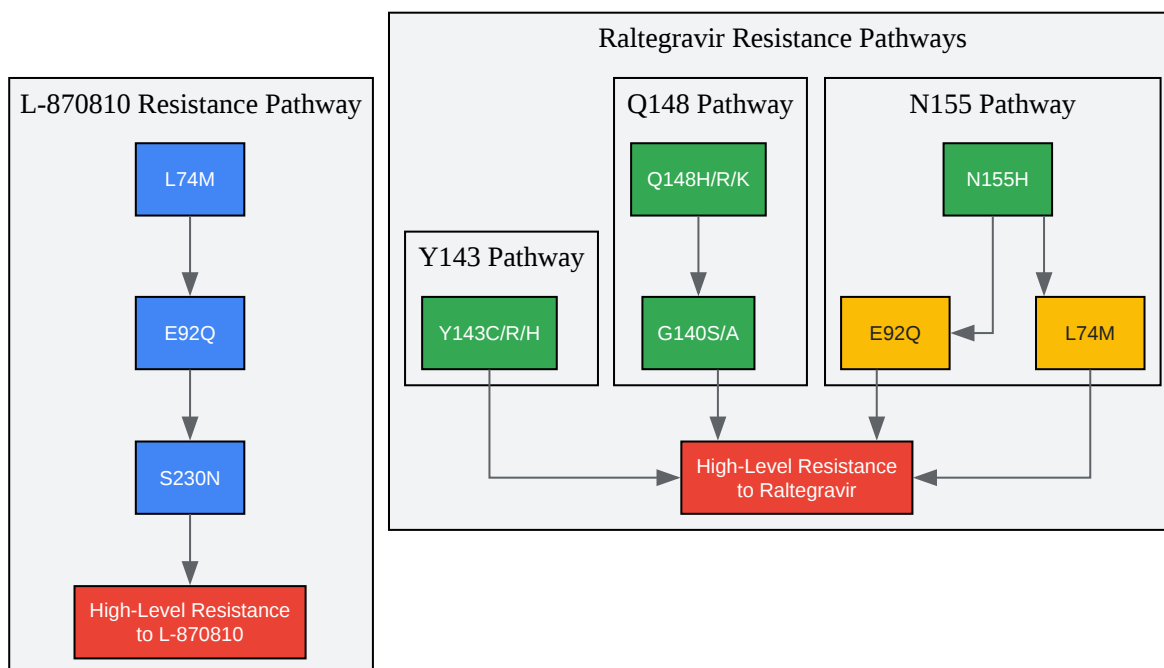 L-870810 Resistance Pathway
L74M
E92Q
S230N
High-Level Resistance
to L-870810
Raltegravir Resistance Pathways
Y143 Pathway
Y143C/R/H
Q148 Pathway
Q148H/R/K
G140S/A
N155 Pathway
N155H
E92Q
L74M
High-Level Resistance
to Raltegravir